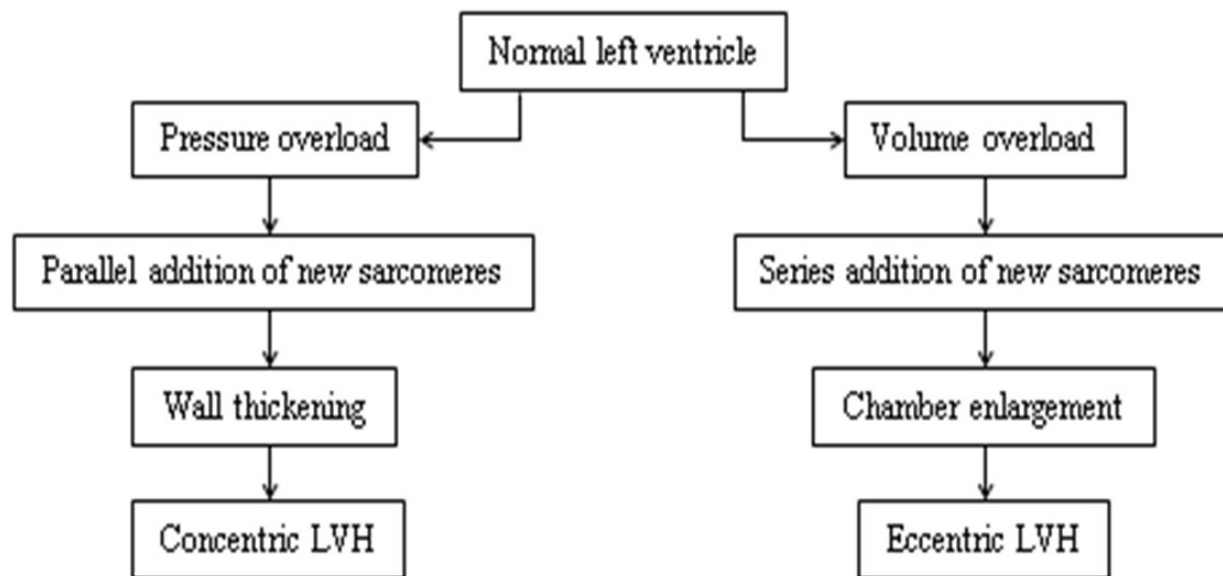 Normal left ventricle
Pressure overload
Volume overload
Parallel addition of new sarcomeres
Series addition of new sarcomeres
Wall thickening
Chamber enlargement
Concentric LVH
Eccentric LVH